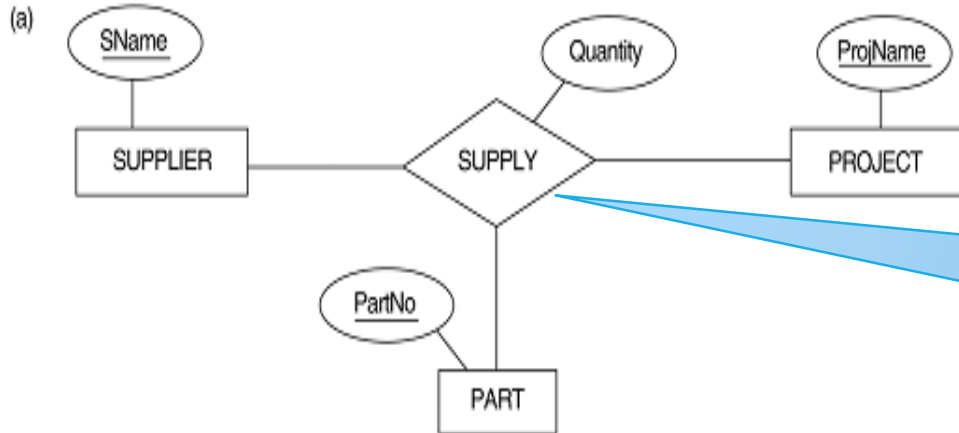 (a)
SName
Quantity
ProjName
SUPPLIER
SUPPLY
PROJECT
PartNo
PART